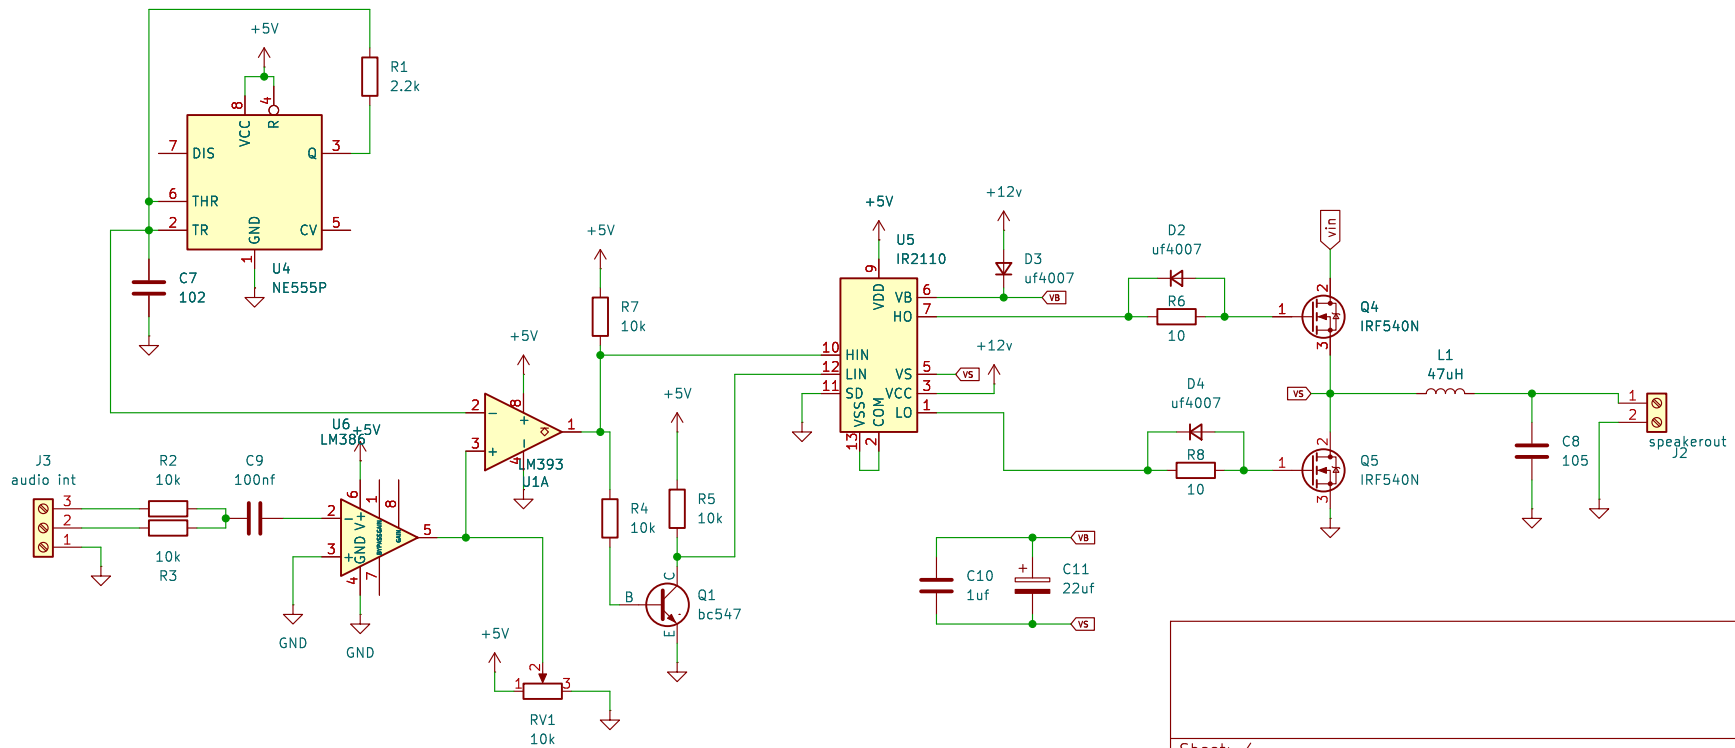 +5V
R1
2.2k
8
4
VCC
R
7
DIS
Q
3
6
THR
2
TR
GND
CV
5
1
U4
NE555P
C7
102
+5V
R7
10k
+5V
2
−
8
+
1
3
+
−
4
LM393
U1A
U6
LM386
+5V
J3
audio int
3
2
1
R2
10k
10k
R3
C9
100nf
6
1
8
2
−
V+
BYPASS
GAIN
GAIN
5
3
+
GND
4
7
GND
GND
R4
10k
+5V
R5
10k
B
C
E
Q1
bc547
+5V
1
2
3
RV1
10k
+5V
U5
IR2110
9
VDD
VB
6
HO
7
10
HIN
12
LIN
11
SD
VS
5
VCC
3
LO
1
VSS
COM
13
2
+12v
D3
uf4007
VB
VS
+12v
D2
uf4007
R6
10
D4
uf4007
R8
10
vin
2
1
3
Q4
IRF540N
VS
2
1
3
Q5
IRF540N
L1
47uH
C8
105
1
2
speakerout
J2
VB
C10
1uf
+
C11
22uf
VS